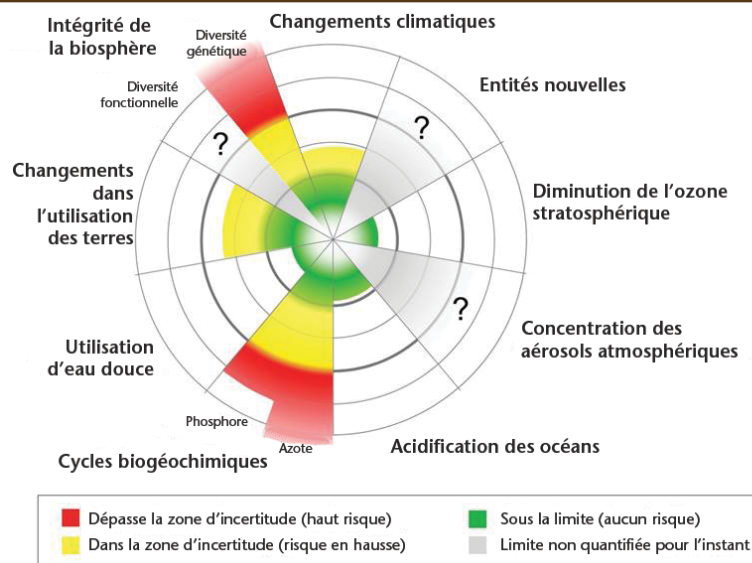 Changements climatiques
Intégrité de
la biosphère
Diversité
génétique
Diversité
fonctionnelle
?
Entités nouvelles
?
Changements
dans
l'utilisation
des terres
Diminution de l'ozone
stratosphérique
?
Concentration des
aérosols atmosphériques
Utilisation
d'eau douce
Phosphore
Azote
Acidification des océans
Cycles biogéochimiques
Dépasse la zone d'incertitude (haut risque)
Dans la zone d'incertitude (risque en hausse)
Sous la limite (aucun risque)
Limite non quantifiée pour l'instant